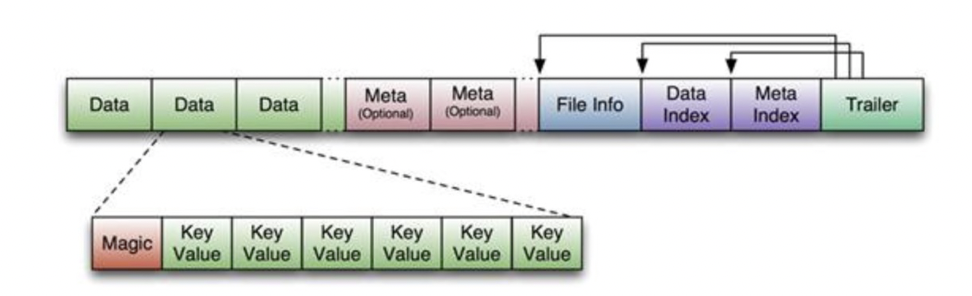 Data
Data
Data
Meta
(Optional)
Meta
(Optional)
File Info
Data
Index
Meta
Index
Trailer
Magic
Key
Value
Key
Value
Key
Value
Key
Value
Key
Value
Key
Value